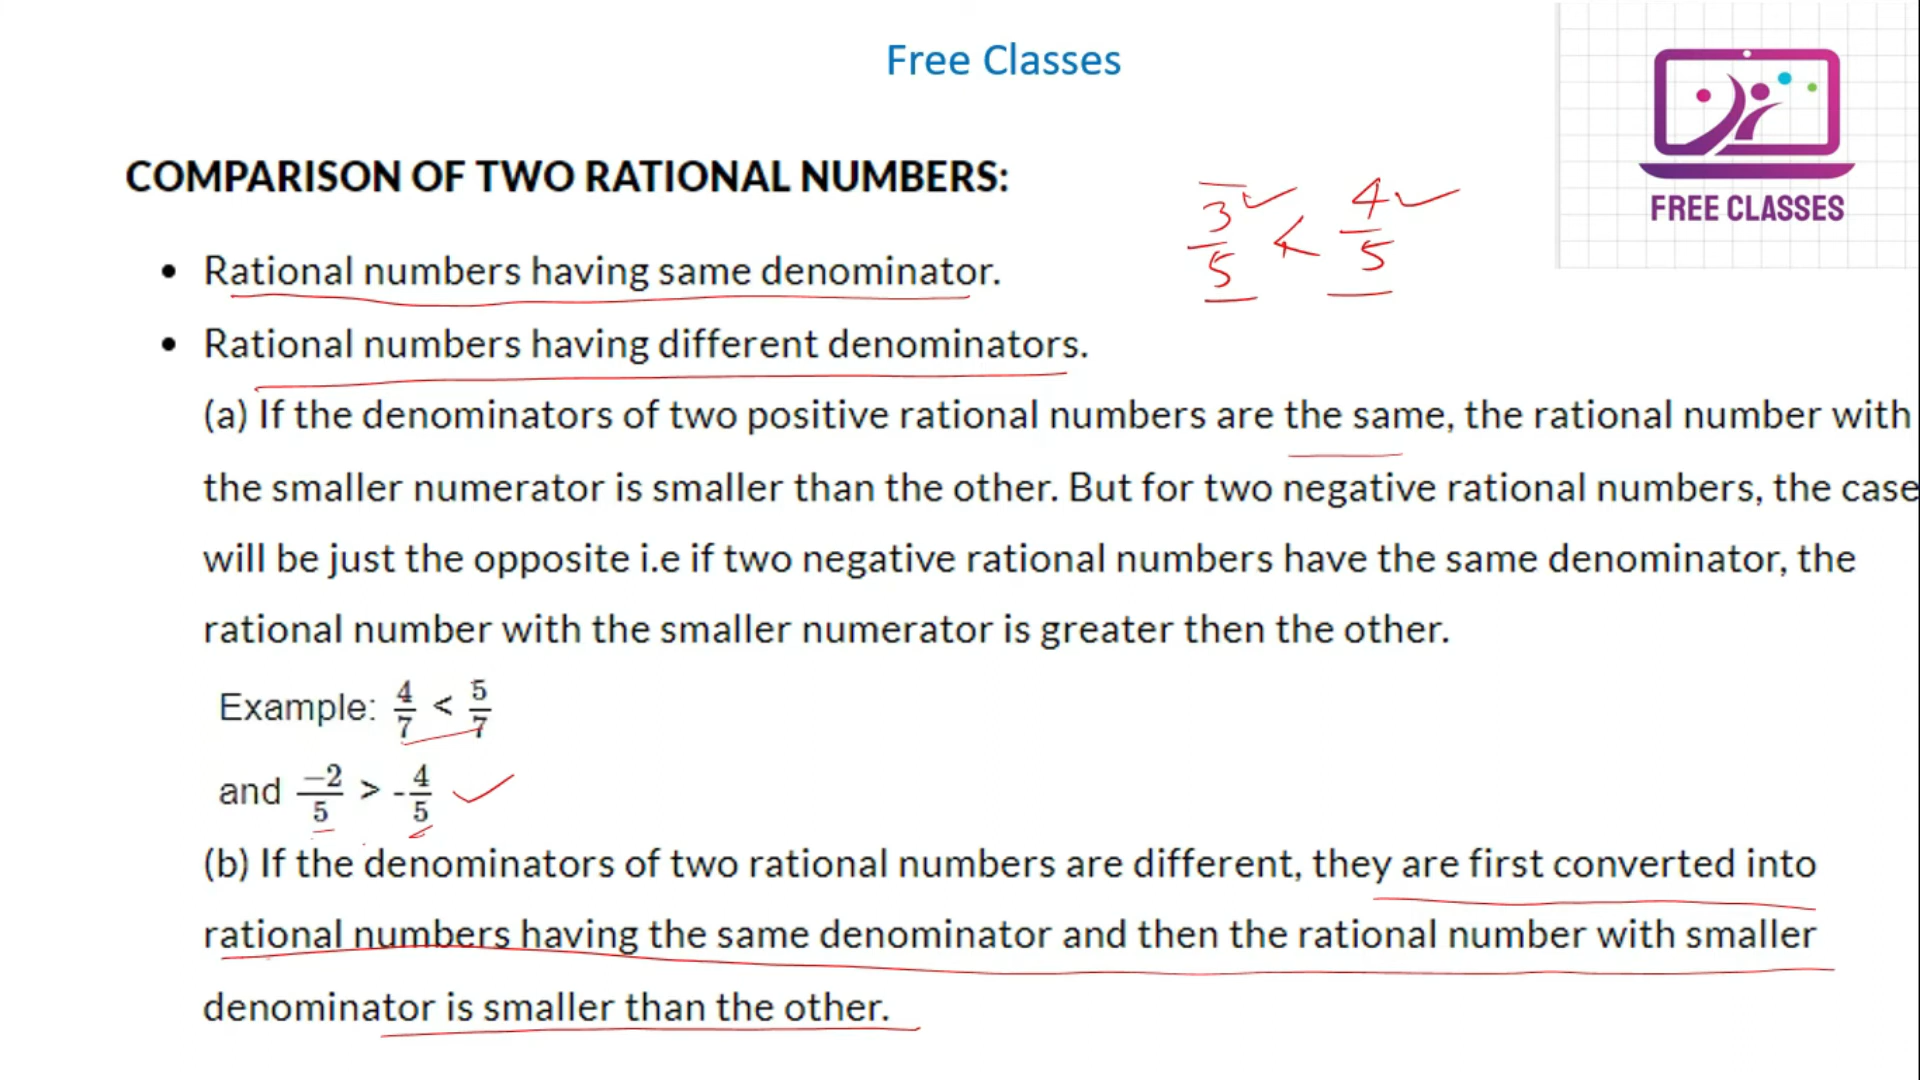 Free Classes
FREE CLASSES
COMPARISON OF TWO RATIONAL NUMBERS:
3/5 < 4/5
• Rational numbers having same denominator.
• Rational numbers having different denominators.
(a) If the denominators of two positive rational numbers are the same, the rational number with
the smaller numerator is smaller than the other. But for two negative rational numbers, the case
will be just the opposite i.e if two negative rational numbers have the same denominator, the
rational number with the smaller numerator is greater then the other.
Example: 4/7 < 5/7
and −2/5 > -4/5
(b) If the denominators of two rational numbers are different, they are first converted into
rational numbers having the same denominator and then the rational number with smaller
denominator is smaller than the other.